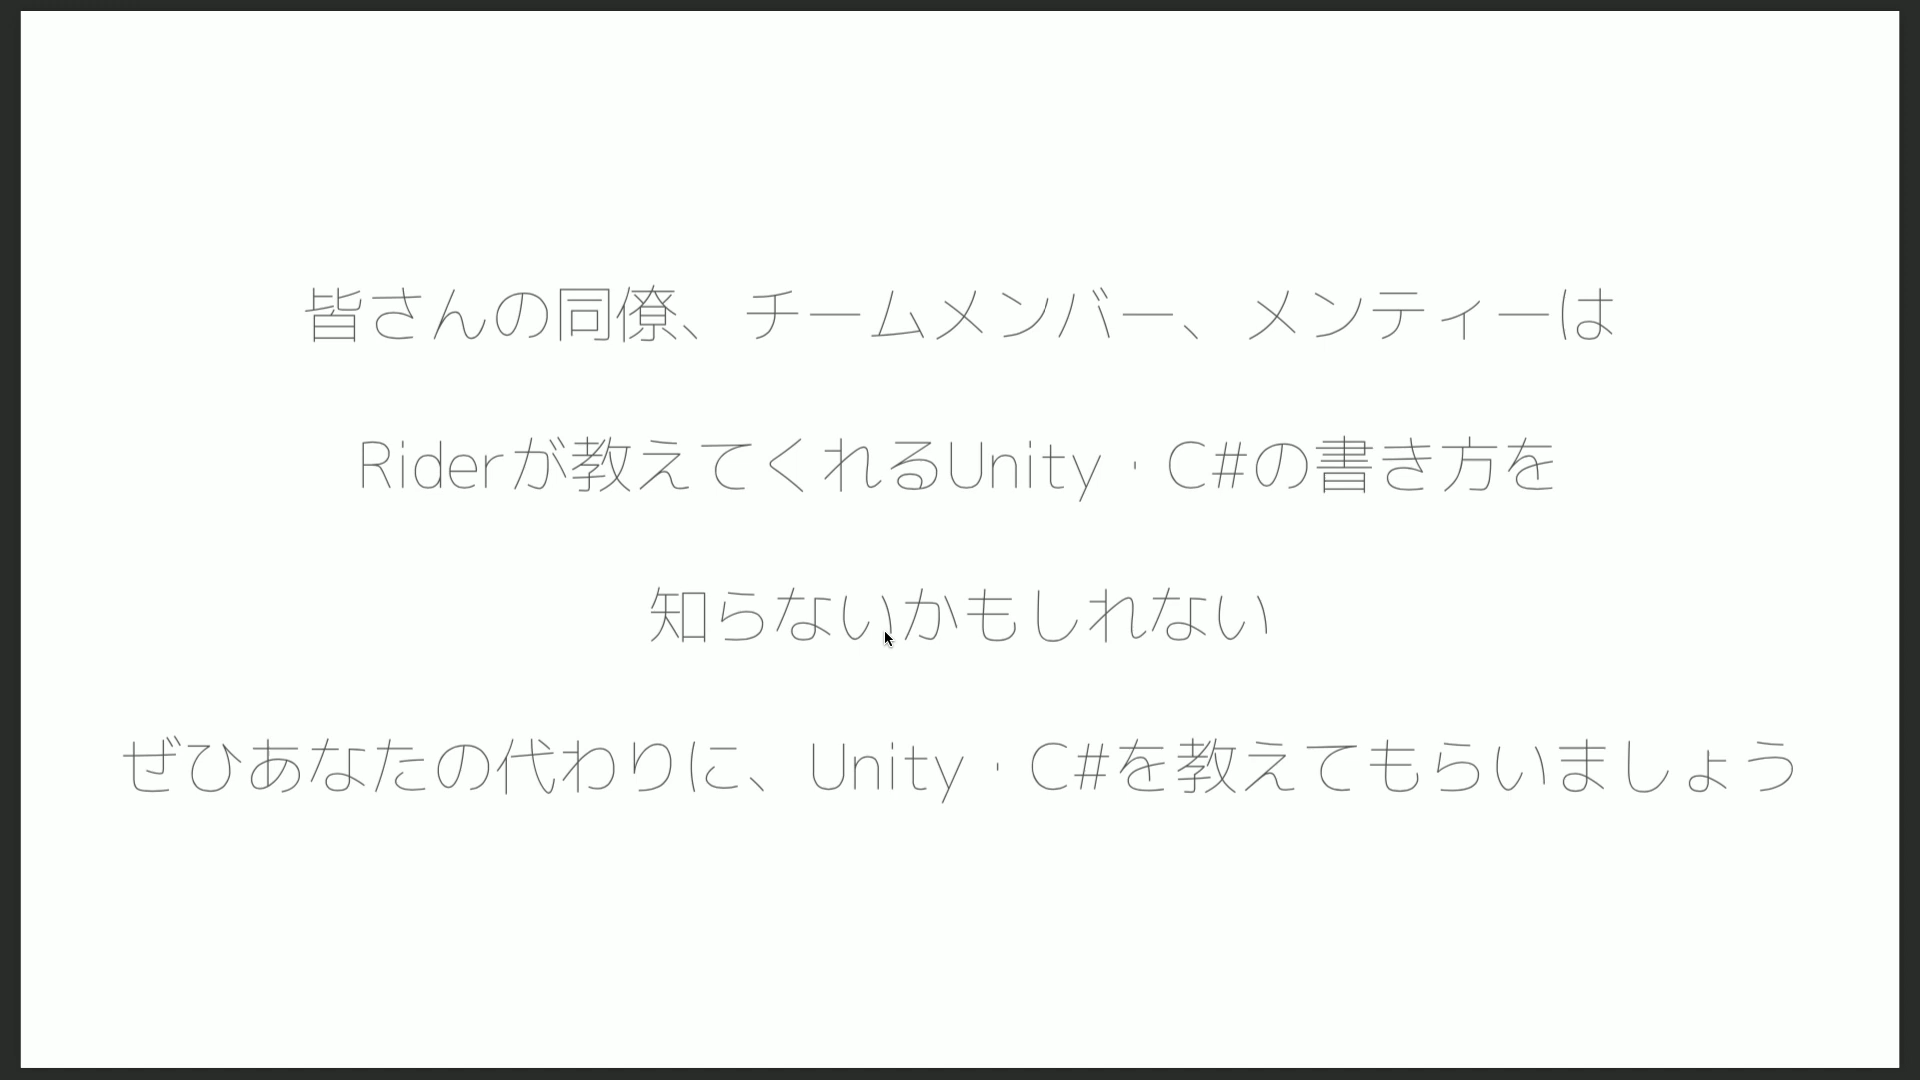 皆さんの同僚、チームメンバー、メンティーは
Riderが教えてくれるUnity・C#の書き方を
知らないかもしれない
ぜひあなたの代わりに、Unity・C#を教えてもらいましょう